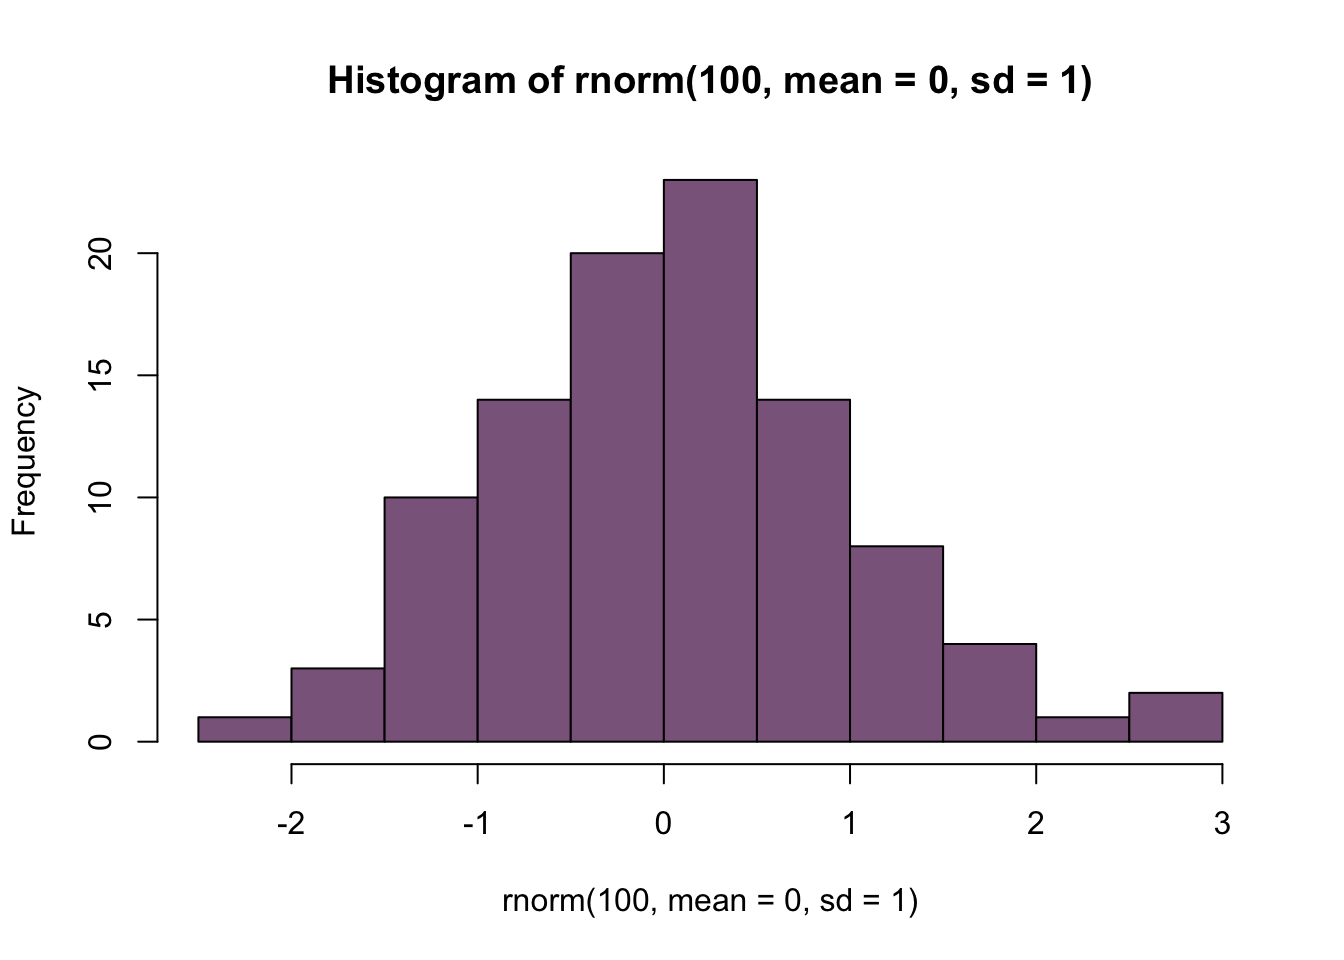 Histogram of rnorm(100, mean = 0, sd = 1)
Frequency
20
15
10
5
0
-2 -1 0 1 2 3
rnorm(100, mean = 0, sd = 1)